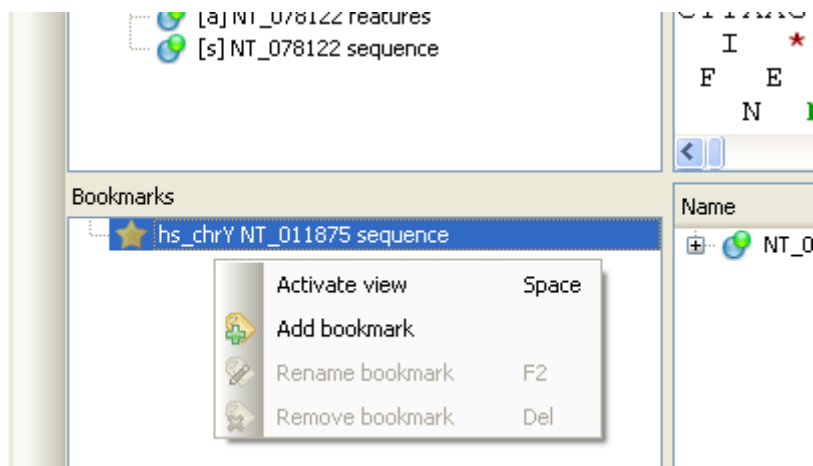 [a] NT_078122 features
[s] NT_078122 sequence
I *
F E
N
Bookmarks
hs_chrY NT_011875 sequence
Activate view Space
Add bookmark
Rename bookmark F2
Remove bookmark Del
Name
NT_0